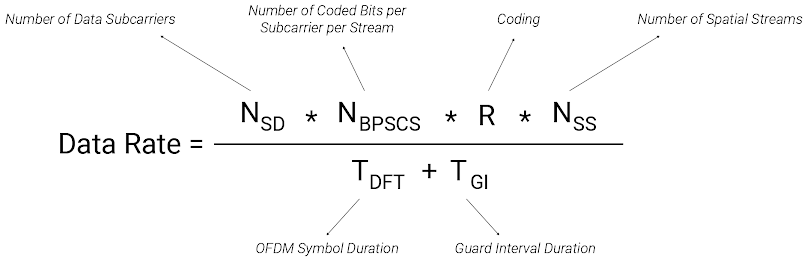 Number of Data Subcarriers
Number of Coded Bits per
Subcarrier per Stream
Coding
Number of Spatial Streams
Data Rate =
N_SD * N_BPSCS * R * N_SS
T_DFT + T_GI
OFDM Symbol Duration
Guard Interval Duration